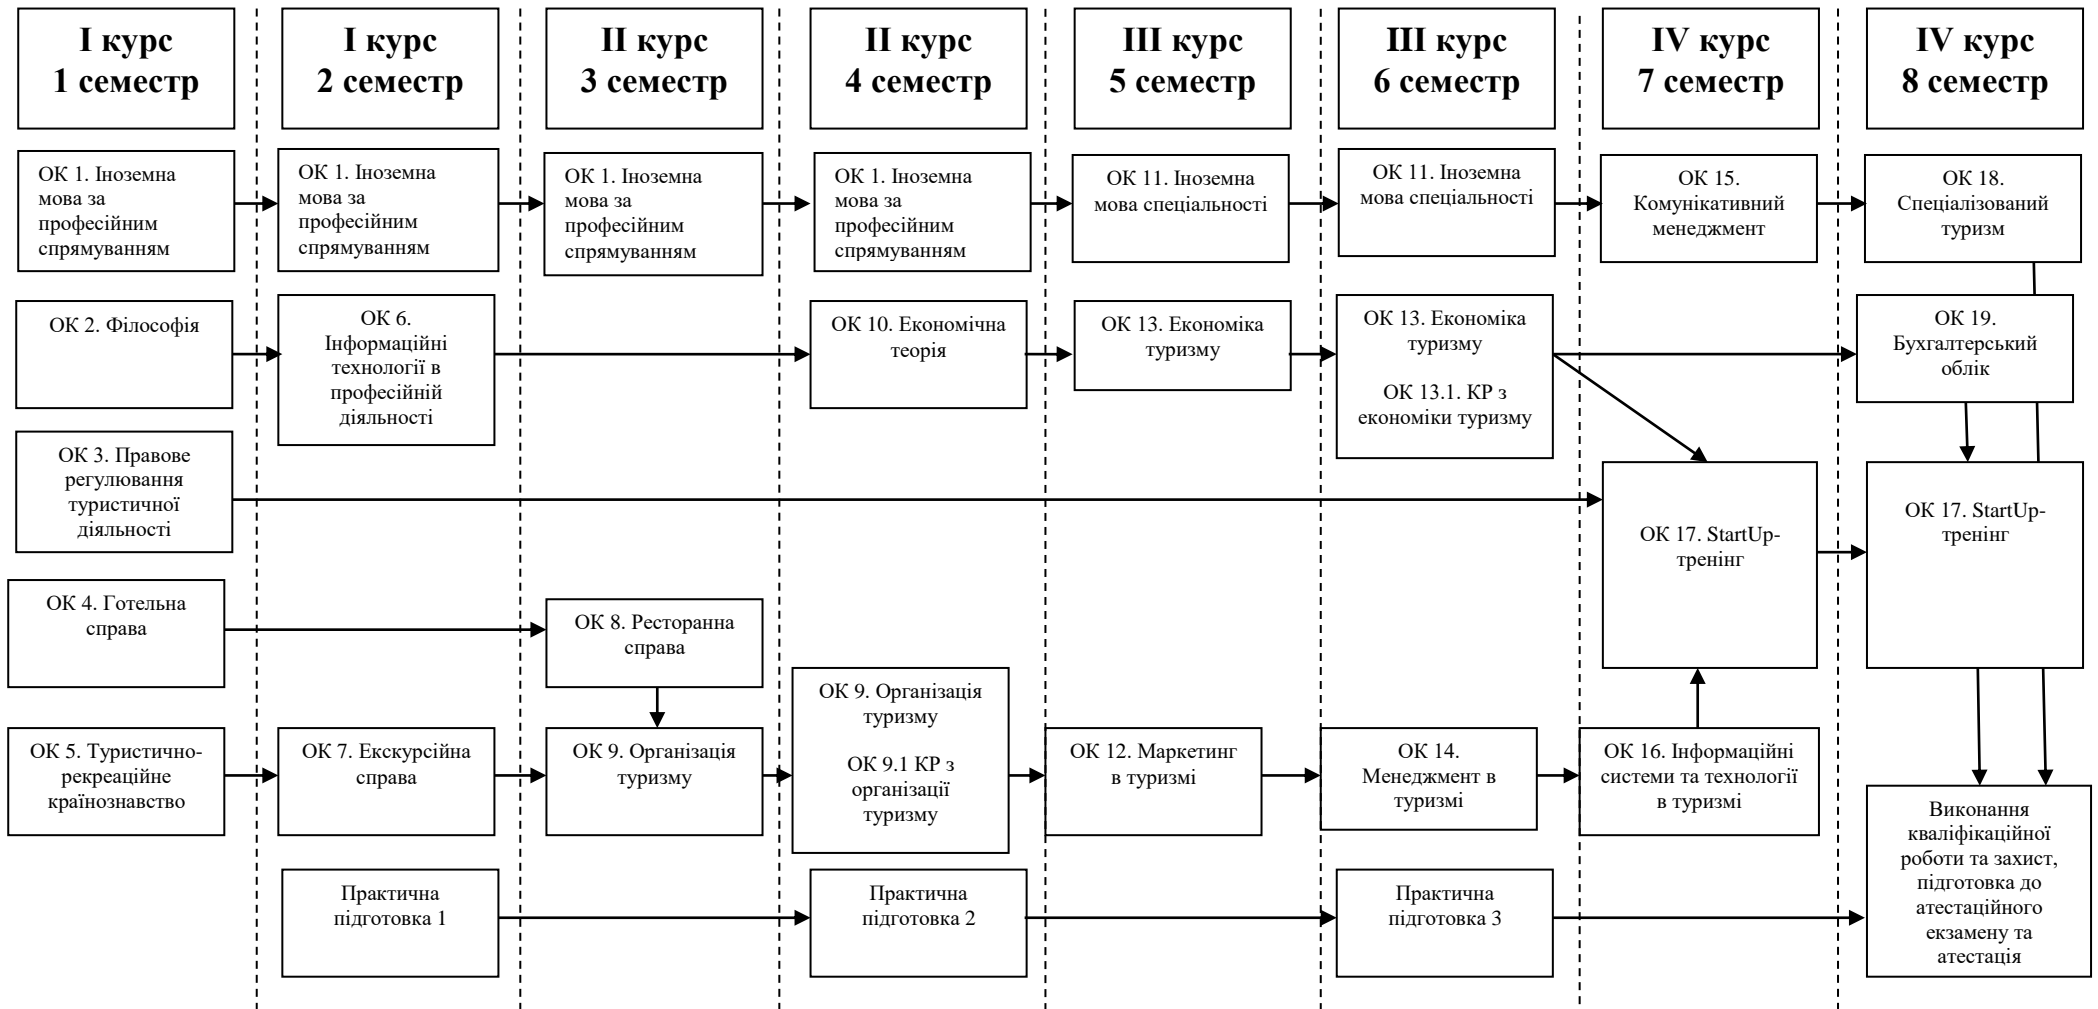 І курс
1 семестр
І курс
2 семестр
ІІ курс
3 семестр
ІІ курс
4 семестр
ІІІ курс
5 семестр
ІІІ курс
6 семестр
IV курс
7 семестр
IV курс
8 семестр
ОК 1. Іноземна
мова за
професійним
спрямуванням
ОК 1. Іноземна
мова за
професійним
спрямуванням
ОК 1. Іноземна
мова за
професійним
спрямуванням
ОК 1. Іноземна
мова за
професійним
спрямуванням
ОК 11. Іноземна
мова спеціальності
ОК 11. Іноземна
мова спеціальності
ОК 15.
Комунікативний
менеджмент
ОК 18.
Спеціалізований
туризм
ОК 2. Філософія
ОК 6.
Інформаційні
технології в
професійній
діяльності
ОК 10. Економічна
теорія
ОК 13. Економіка
туризму
ОК 13. Економіка
туризму
ОК 13.1. КР з
економіки туризму
ОК 19.
Бухгалтерський
облік
ОК 3. Правове
регулювання
туристичної
діяльності
ОК 17. StartUp-
тренінг
ОК 17. StartUp-
тренінг
ОК 4. Готельна
справа
ОК 8. Ресторанна
справа
ОК 5. Туристично-
рекреаційне
країнознавство
ОК 7. Екскурсійна
справа
ОК 9. Організація
туризму
ОК 9. Організація
туризму
ОК 9.1 КР з
організації
туризму
ОК 12. Маркетинг
в туризмі
ОК 14.
Менеджмент в
туризмі
ОК 16. Інформаційні
системи та технології
в туризмі
Виконання
кваліфікаційної
роботи та захист,
підготовка до
атестаційного
екзамену та
атестація
Практична
підготовка 1
Практична
підготовка 2
Практична
підготовка 3